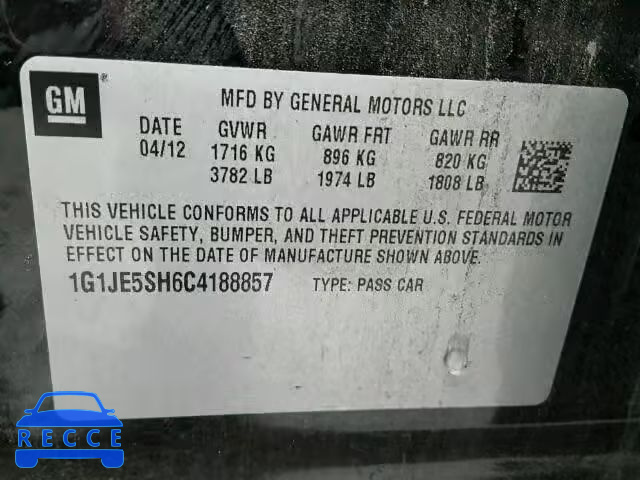 GM ®
MFD BY GENERAL MOTORS LLC
DATE GVWR GAWR FRT GAWR RR
04/12 1716 KG 896 KG 820 KG
3782 LB 1974 LB 1808 LB
THIS VEHICLE CONFORMS TO ALL APPLICABLE U.S. FEDERAL MOTOR
VEHICLE SAFETY, BUMPER, AND THEFT PREVENTION STANDARDS IN
EFFECT ON THE DATE OF MANUFACTURE SHOWN ABOVE.
1G1JE5SH6C4188857 TYPE: PASS CAR
RECCE